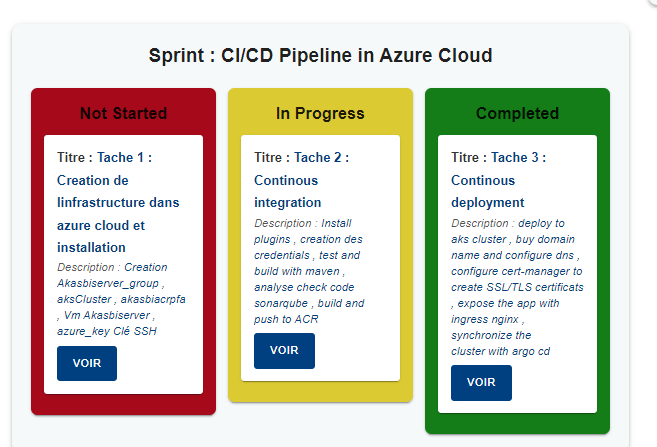 Sprint : CI/CD Pipeline in Azure Cloud
Not Started
Titre : Tache 1 :
Creation de
linfrastructure dans
azure cloud et
installation
Description : Creation
Akasbiserver_group ,
aksCluster , akasbiacrpfa
, Vm Akasbiserver ,
azure_key Clé SSH
VOIR
In Progress
Titre : Tache 2 :
Continous
integration
Description : Install
plugins , creation des
credentials , test and
build with maven ,
analyse check code
sonarqube , build and
push to ACR
VOIR
Completed
Titre : Tache 3 :
Continous
deployment
Description : deploy to
aks cluster , buy domain
name and configure dns ,
configure cert-manager to
create SSL/TLS certificats
, expose the app with
ingress nginx ,
synchronize the
cluster with argo cd
VOIR